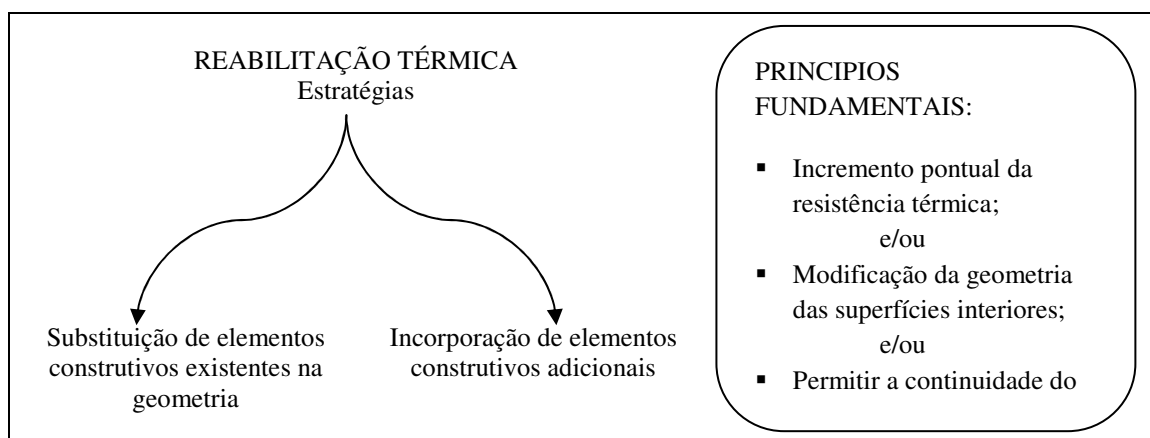 REABILITAÇÃO TÉRMICA
Estratégias
Substituição de elementos
construtivos existentes na
geometria
Incorporação de elementos
construtivos adicionais
PRINCIPIOS
FUNDAMENTAIS:
▪ Incremento pontual da
resistência térmica;
e/ou
▪ Modificação da geometria
das superfícies interiores;
e/ou
▪ Permitir a continuidade do